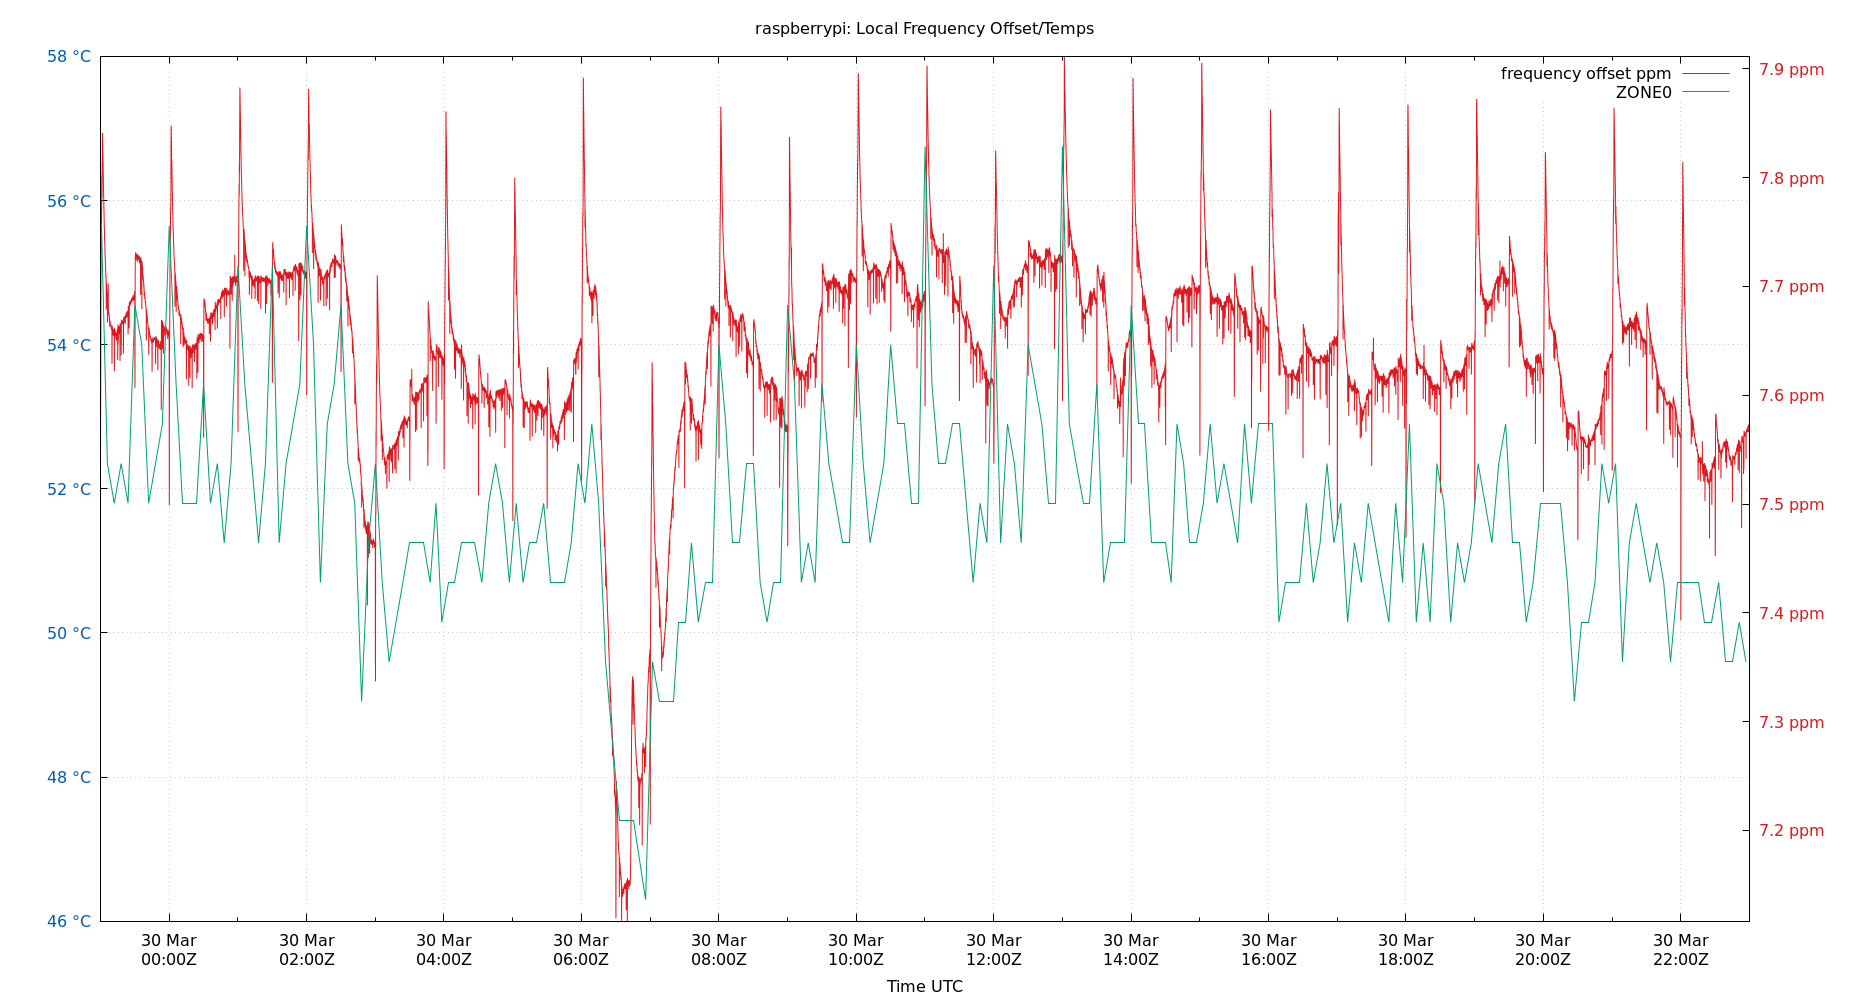 raspberrypi: Local Frequency Offset/Temps
58 °C
56 °C
54 °C
52 °C
50 °C
48 °C
46 °C
frequency offset ppm
ZONE0
7.9 ppm
7.8 ppm
7.7 ppm
7.6 ppm
7.5 ppm
7.4 ppm
7.3 ppm
7.2 ppm
30 Mar
00:00Z
30 Mar
02:00Z
30 Mar
04:00Z
30 Mar
06:00Z
30 Mar
08:00Z
30 Mar
10:00Z
30 Mar
12:00Z
30 Mar
14:00Z
30 Mar
16:00Z
30 Mar
18:00Z
30 Mar
20:00Z
30 Mar
22:00Z
Time UTC